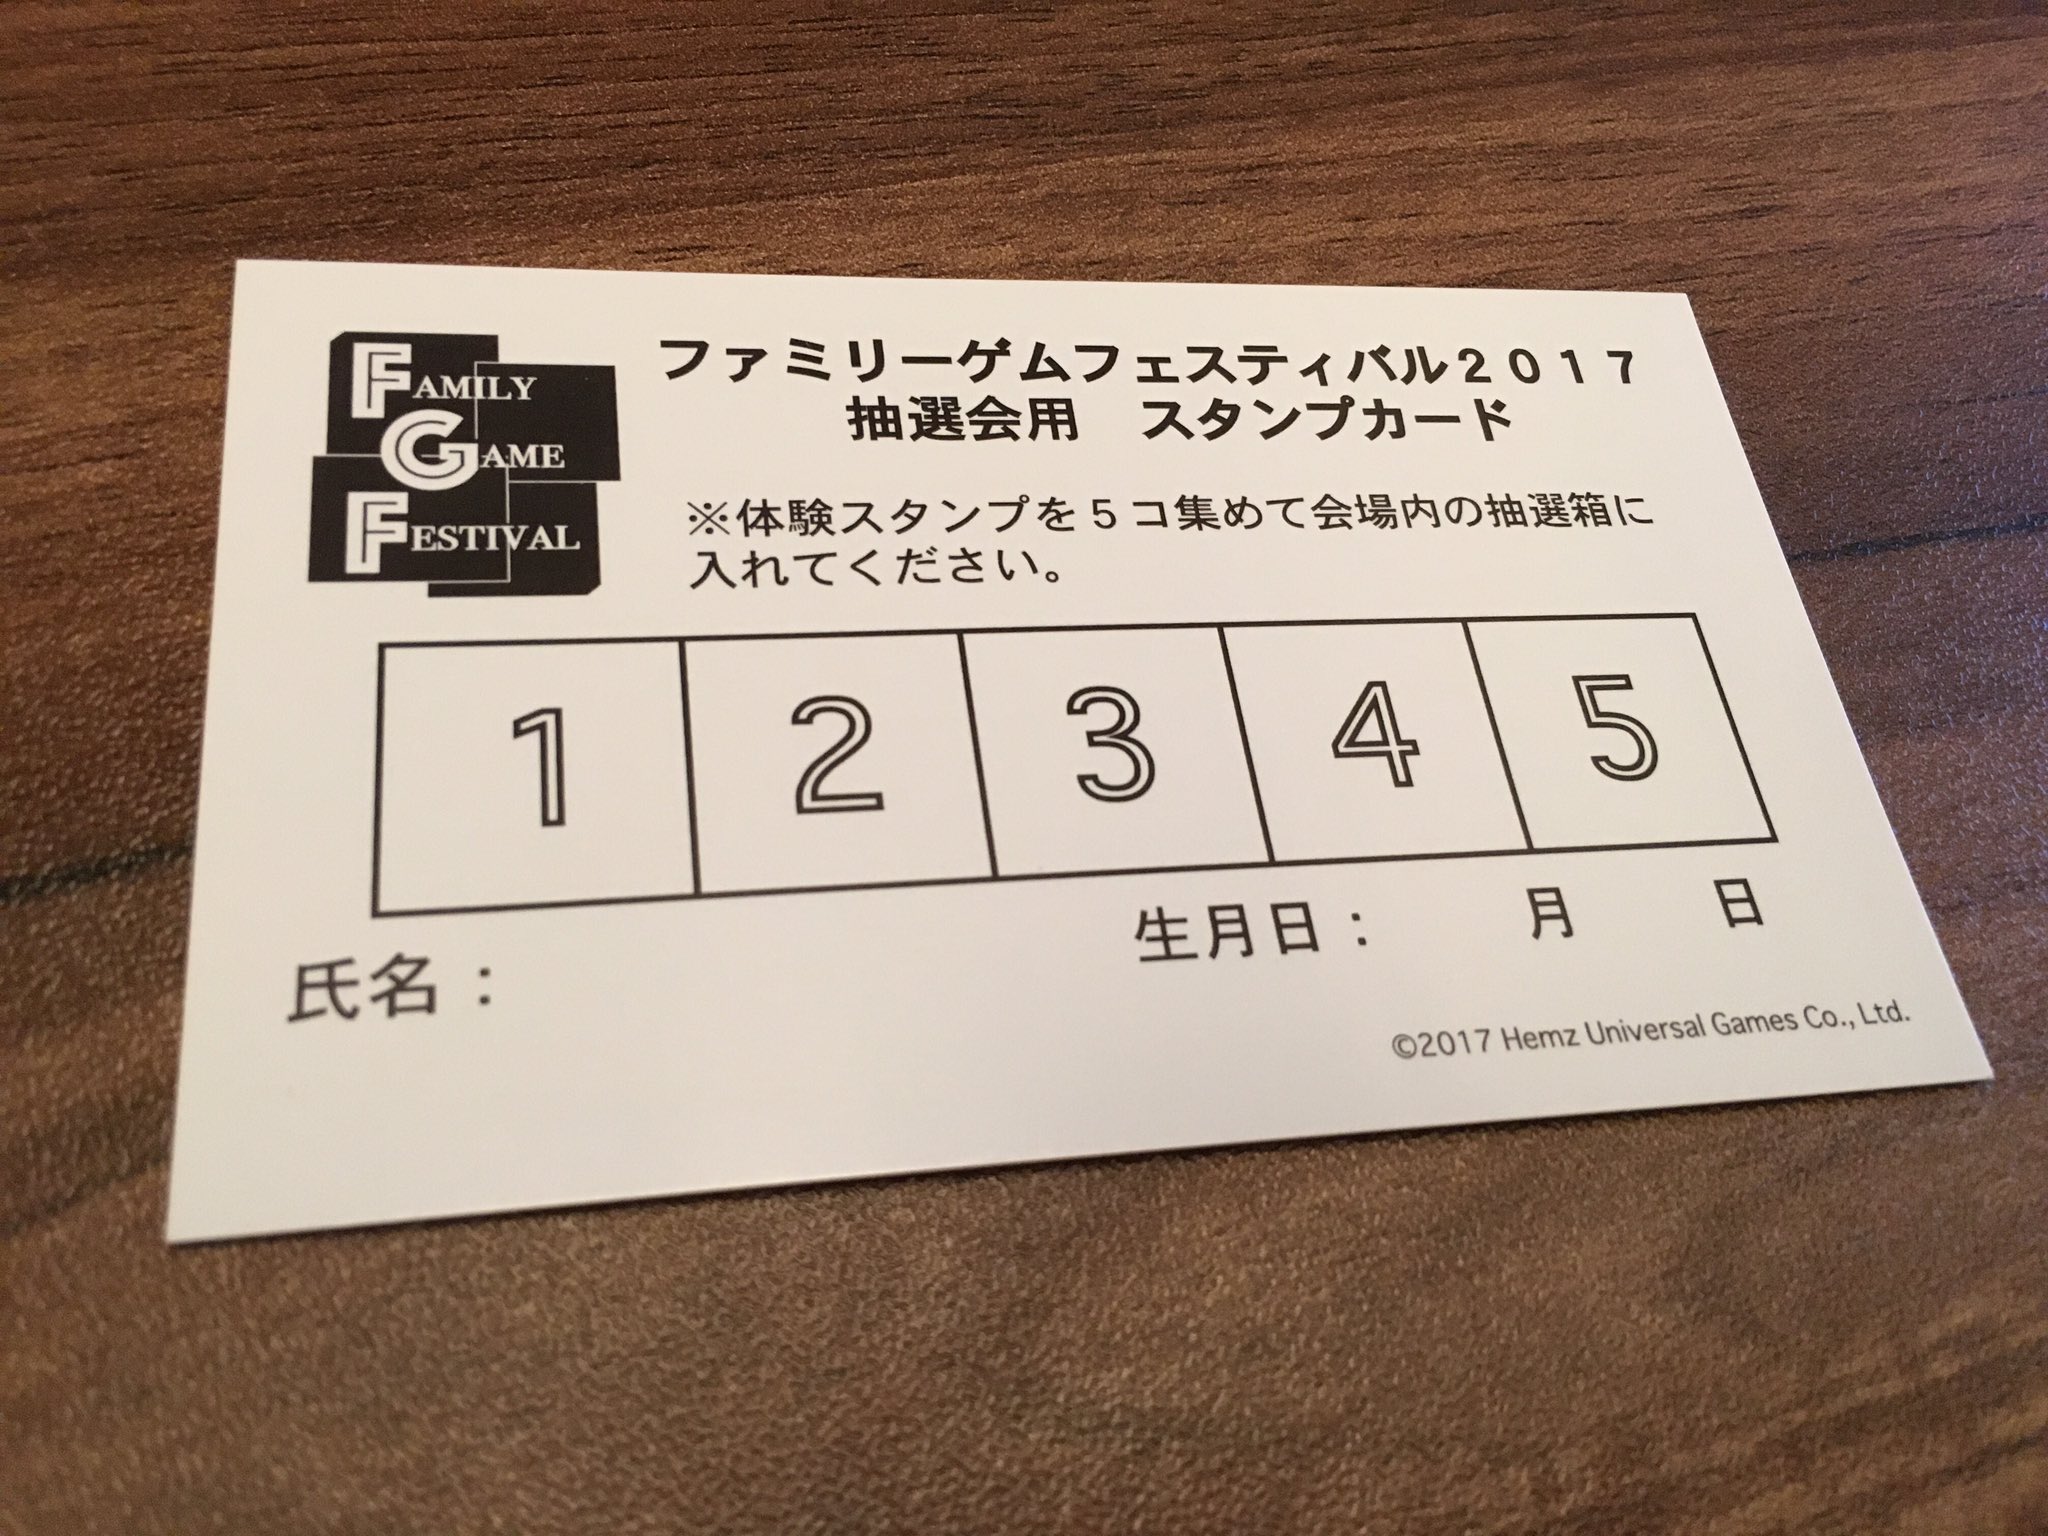 FAMILY
GAME
FESTIVAL
ファミリーゲムフェスティバル２０１７
抽選会用　スタンプカード
※体験スタンプを５コ集めて会場内の抽選箱に
入れてください。
1 2 3 4 5
氏名：
生月日：　　月　　日
©2017 Hemz Universal Games Co., Ltd.